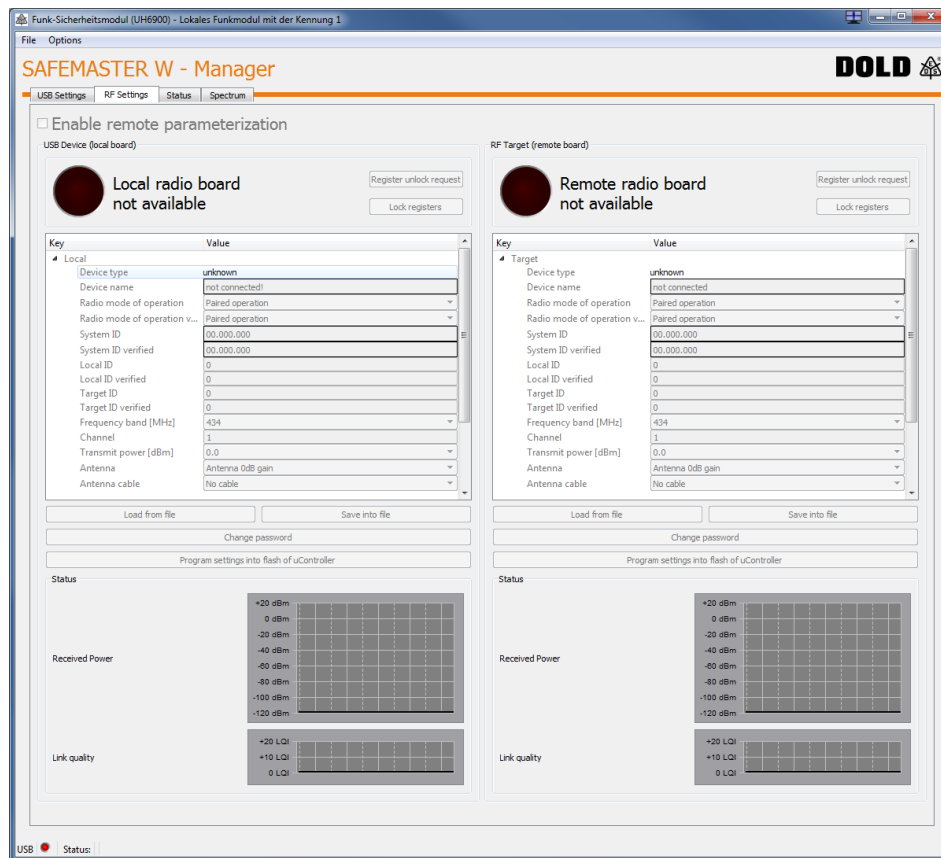 Funk-Sicherheitsmodul (UH6900) - Lokales Funkmodul mit der Kennung 1
File Options
SAFEMASTER W - Manager
DOLD
USB Settings RF Settings Status Spectrum
Enable remote parameterization
USB Device (local board)
Local radio board
not available
Register unlock request
Lock registers
Key Value
Local
Device type unknown
Device name not connected!
Radio mode of operation Paired operation
Radio mode of operation v... Paired operation
System ID 00.000.000
System ID verified 00.000.000
Local ID 0
Local ID verified 0
Target ID 0
Target ID verified 0
Frequency band [MHz] 434
Channel 1
Transmit power [dBm] 0.0
Antenna Antenna 0dB gain
Antenna cable No cable
Load from file Save into file
Change password
Program settings into flash of uController
Status
Received Power
+20 dBm
0 dBm
-20 dBm
-40 dBm
-60 dBm
-80 dBm
-100 dBm
-120 dBm
Link quality
+20 LQI
+10 LQI
0 LQI
RF Target (remote board)
Remote radio board
not available
Register unlock request
Lock registers
Key Value
Target
Device type unknown
Device name not connected
Radio mode of operation Paired operation
Radio mode of operation v... Paired operation
System ID 00.000.000
System ID verified 00.000.000
Local ID 0
Local ID verified 0
Target ID 0
Target ID verified 0
Frequency band [MHz] 434
Channel 1
Transmit power [dBm] 0.0
Antenna Antenna 0dB gain
Antenna cable No cable
Load from file Save into file
Change password
Program settings into flash of uController
Status
Received Power
+20 dBm
0 dBm
-20 dBm
-40 dBm
-60 dBm
-80 dBm
-100 dBm
-120 dBm
Link quality
+20 LQI
+10 LQI
0 LQI
USB Status: